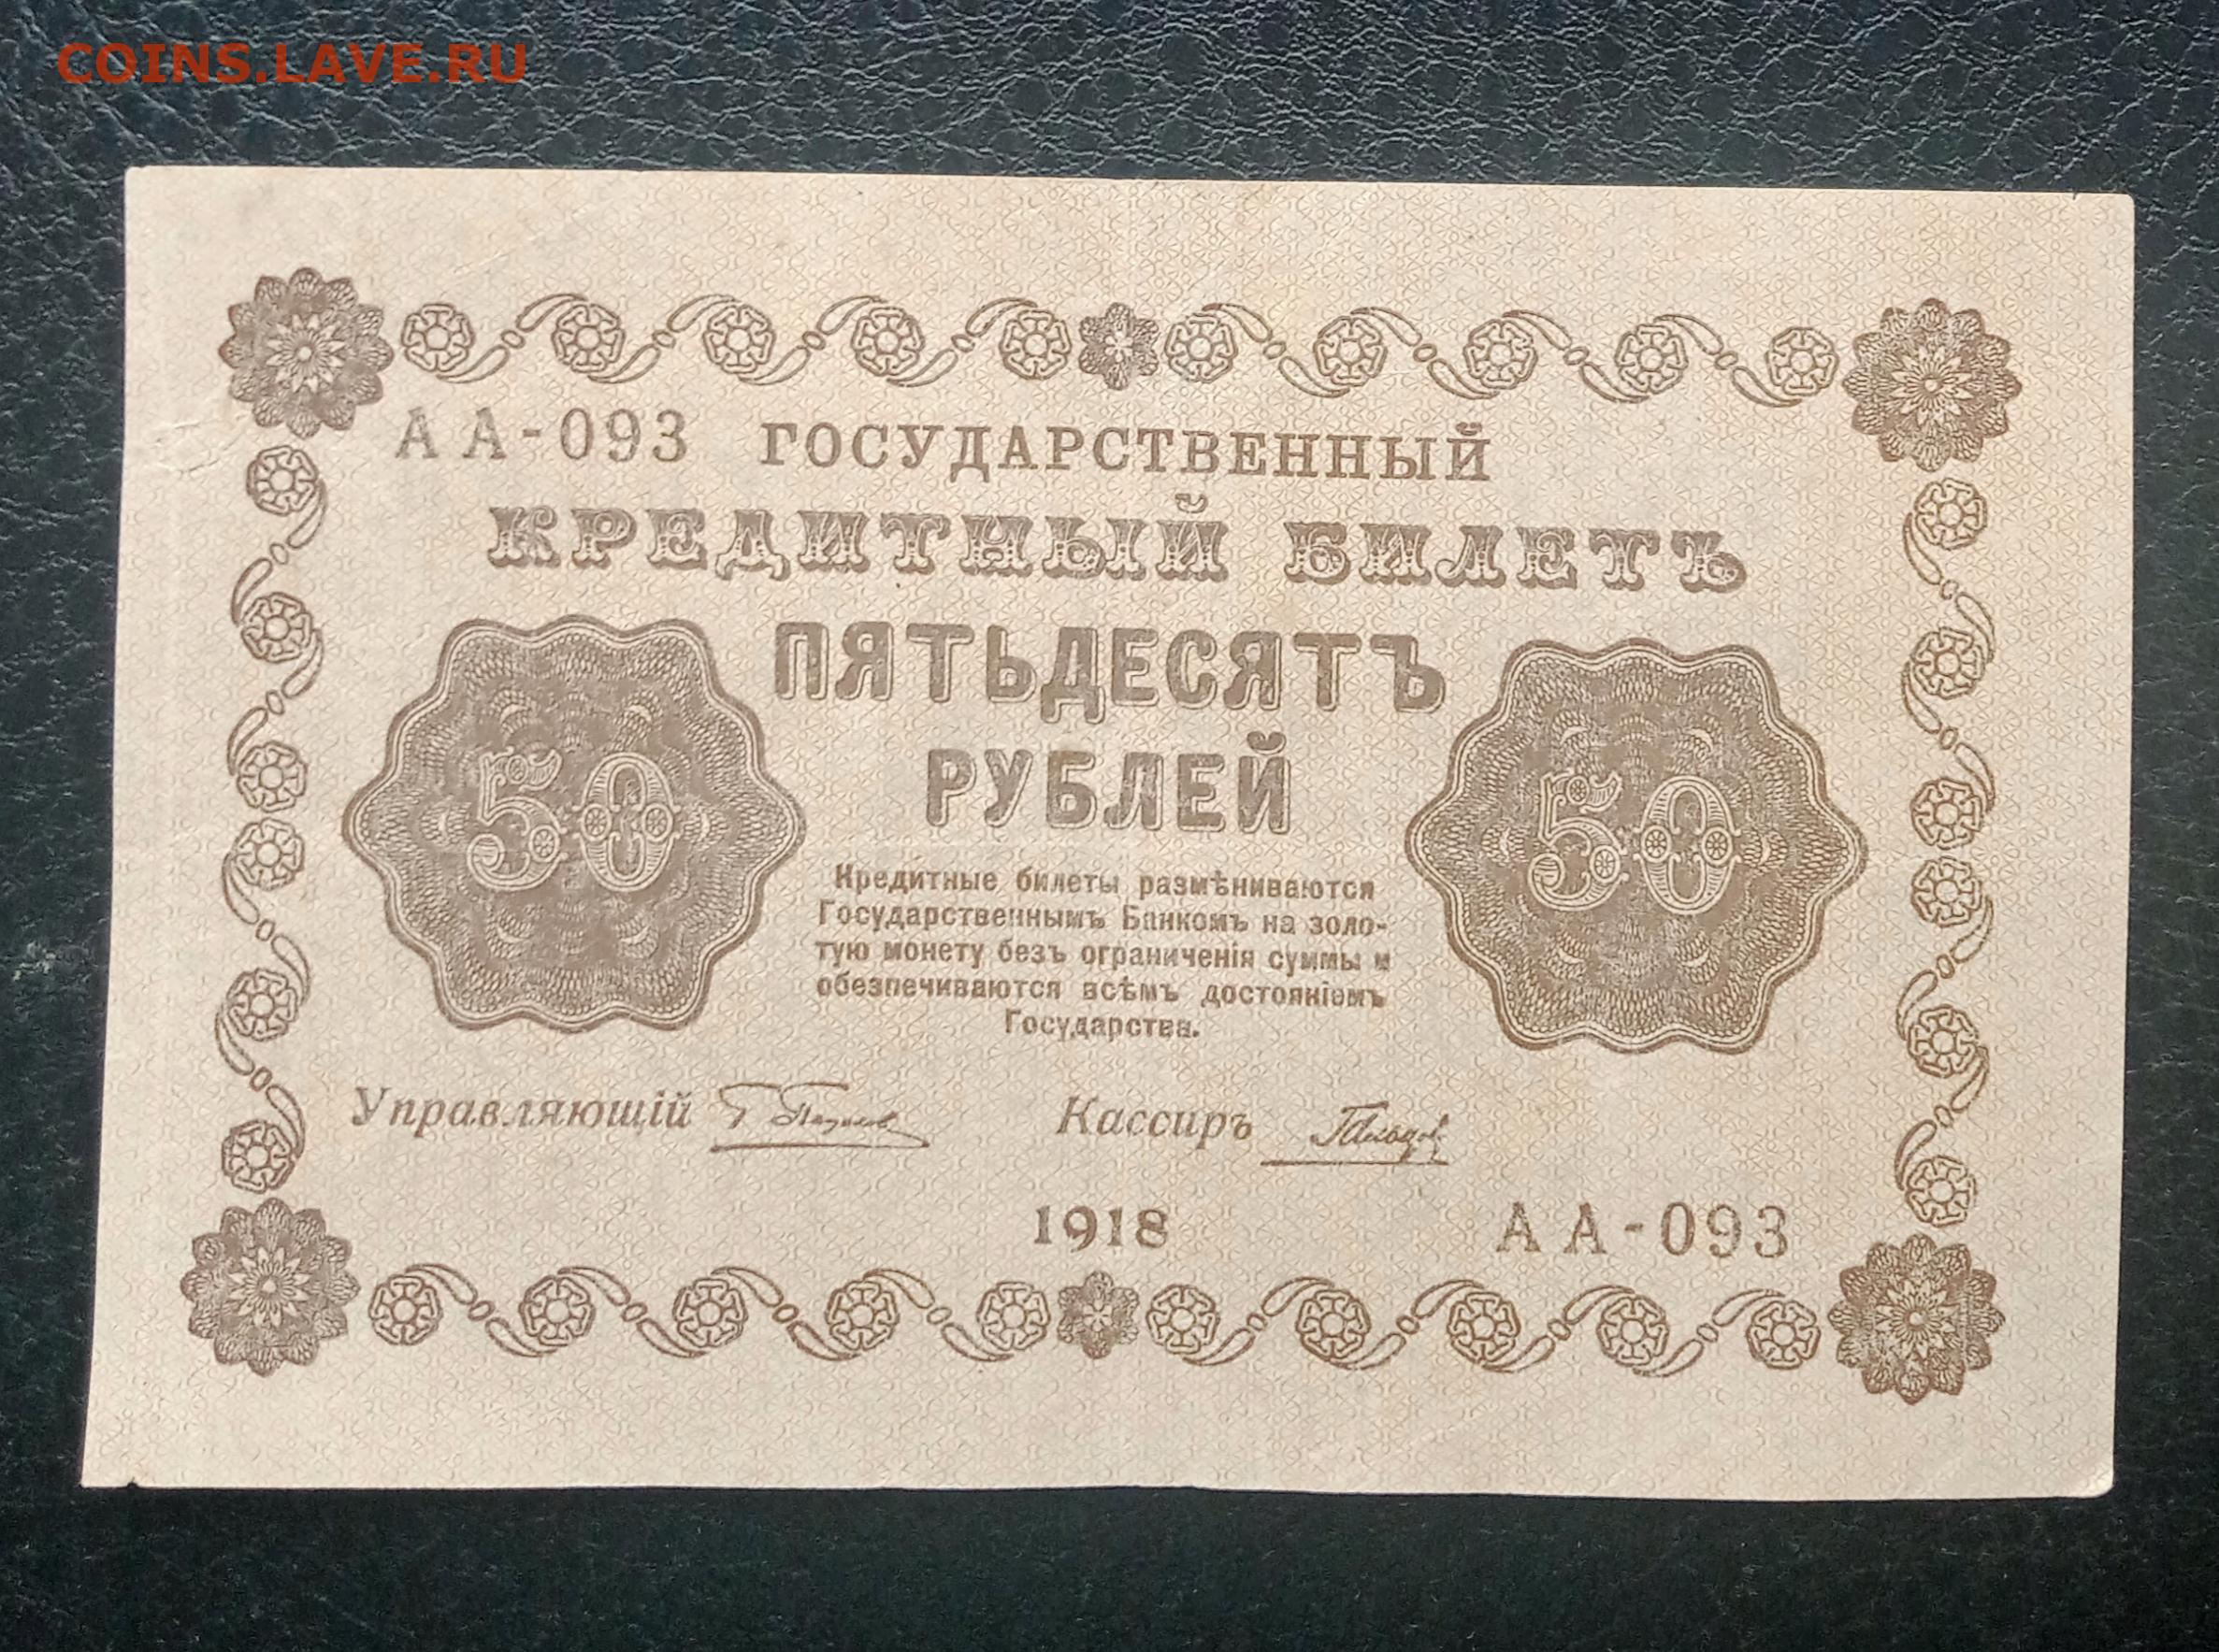 COINS.LAVE.RU
АА-093 ГОСУДАРСТВЕННЫЙ
КРЕДИТНЫЙ БИЛЕТЪ
ПЯТЬДЕСЯТЪ
РУБЛЕЙ
50
50
Кредитные билеты размѣниваются
Государственнымъ Банкомъ на золо-
тую монету безъ ограниченія суммы и
обезпечиваются всѣмъ достояніемъ
Государства.
Управляющій
Кассиръ
1918
АА-093